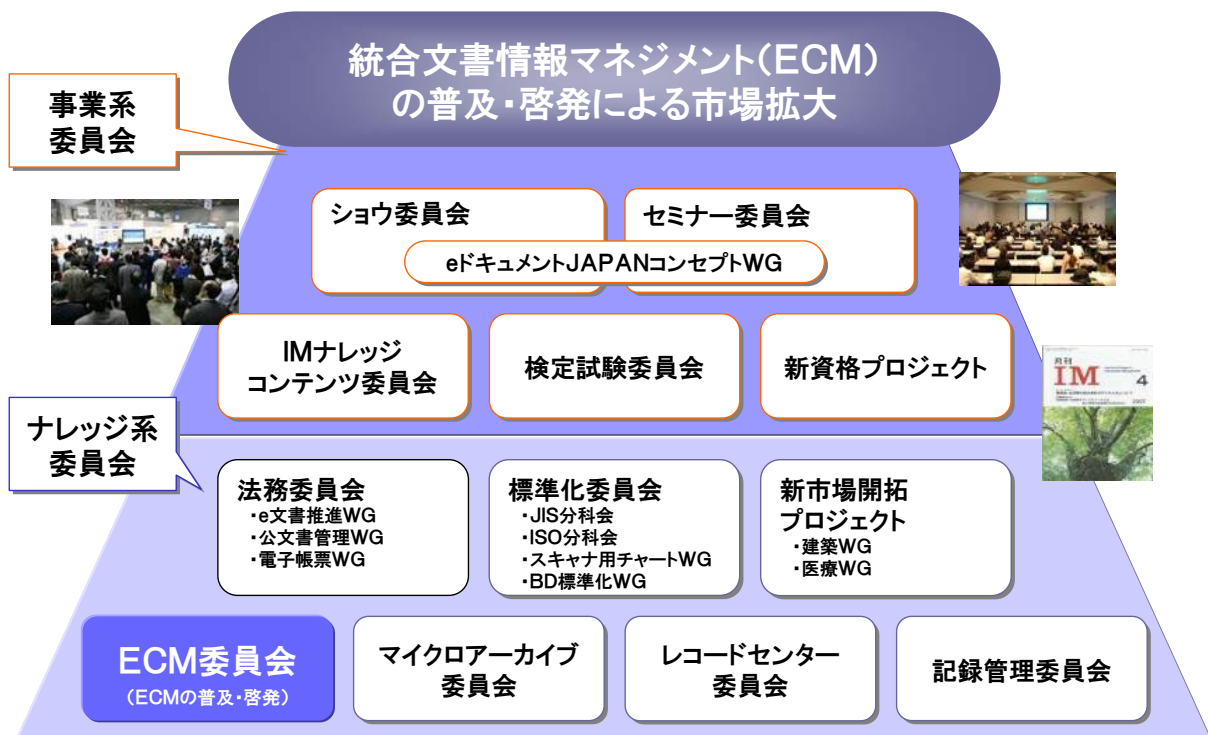 統合文書情報マネジメント(ECM)
の普及・啓発による市場拡大
事業系
委員会
ショウ委員会
セミナー委員会
eドキュメントJAPANコンセプトWG
IMナレッジ
コンテンツ委員会
検定試験委員会
新資格プロジェクト
月刊
IM
4
ナレッジ系
委員会
法務委員会
・e文書推進WG
・公文書管理WG
・電子帳票WG
標準化委員会
・JIS分科会
・ISO分科会
・スキャナ用チャートWG
・BD標準化WG
新市場開拓
プロジェクト
・建築WG
・医療WG
ECM委員会
(ECMの普及・啓発)
マイクロアーカイブ
委員会
レコードセンター
委員会
記録管理委員会